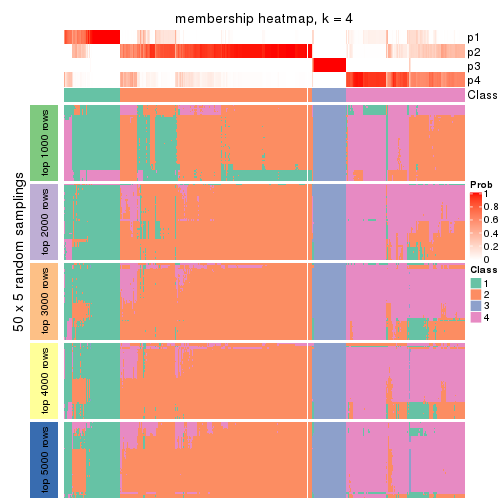 membership heatmap, k = 4
p1
p2
p3
p4
Class
50 x 5 random samplings
top 1000 rows
top 2000 rows
top 3000 rows
top 4000 rows
top 5000 rows
Prob
1
0.8
0.6
0.4
0.2
0
Class
1
2
3
4